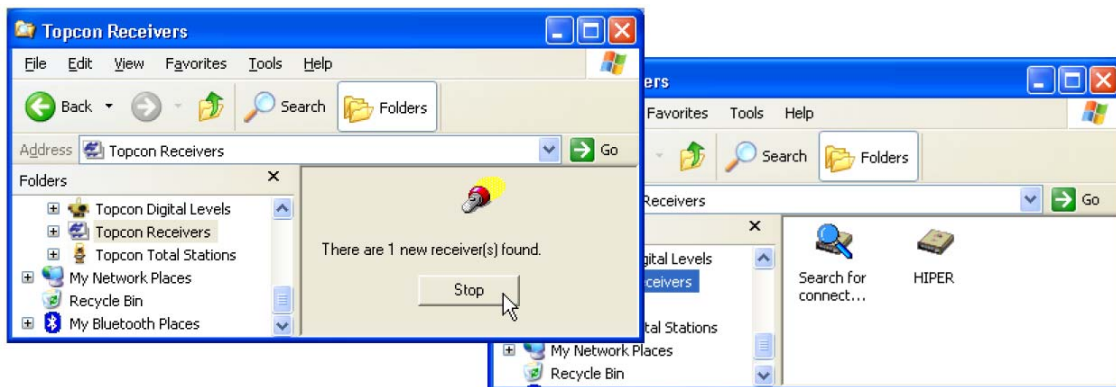 Topcon Receivers
File Edit View Favorites Tools Help
Back Search Folders
Address Topcon Receivers Go
Folders
Topcon Digital Levels
Topcon Receivers
Topcon Total Stations
My Network Places
Recycle Bin
My Bluetooth Places
There are 1 new receiver(s) found.
Stop
ers
Favorites Tools Help
Search Folders
Receivers Go
gital Levels
ceivers
tal Stations
My Network Places
Recycle Bin
Search for
connect...
HIPER